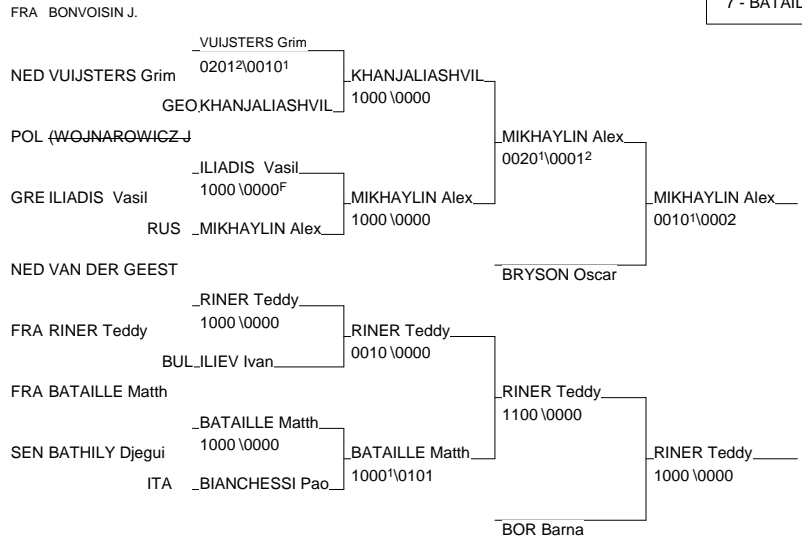 7 - BATAIL
FRA BONVOISIN J.
VUIJSTERS Grim
NED VUIJSTERS Grim
0201²\0010¹
KHANJALIASHVIL
GEO KHANJALIASHVIL
1000 \0000
POL (WOJNAROWICZ J
MIKHAYLIN Alex
0020¹\0001²
ILIADIS Vasil
GRE ILIADIS Vasil
1000 \0000F
MIKHAYLIN Alex
MIKHAYLIN Alex
RUS MIKHAYLIN Alex
1000 \0000
0010¹\0002
NED VAN DER GEEST
BRYSON Oscar
RINER Teddy
FRA RINER Teddy
1000 \0000
RINER Teddy
BUL ILIEV Ivan
0010 \0000
FRA BATAILLE Matth
RINER Teddy
1100 \0000
BATAILLE Matth
SEN BATHILY Djegui
1000 \0000
BATAILLE Matth
RINER Teddy
ITA BIANCHESSI Pao
1000¹\0101
1000 \0000
BOR Barna